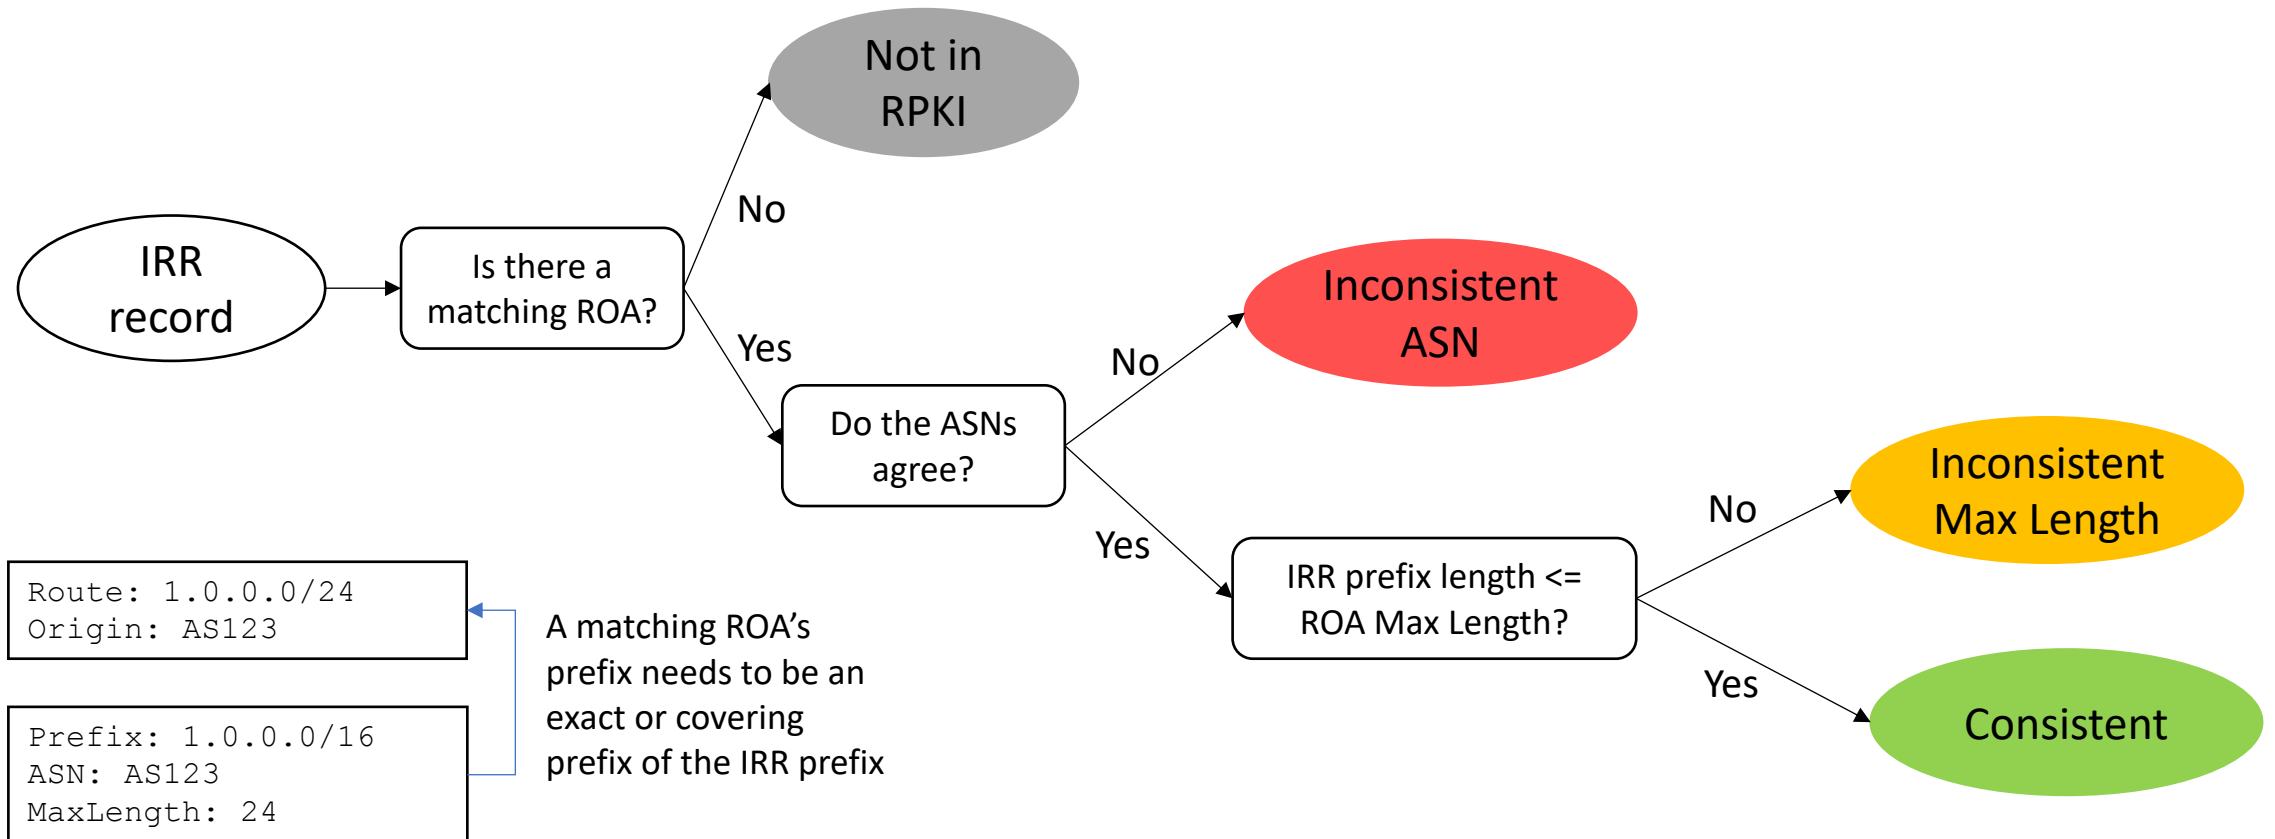 Not in
RPKI
No
IRR
record
Is there a
matching ROA?
Yes
Inconsistent
ASN
No
Do the ASNs
agree?
Yes
Inconsistent
Max Length
No
IRR prefix length <=
ROA Max Length?
Yes
Consistent
Route: 1.0.0.0/24
Origin: AS123
Prefix: 1.0.0.0/16
ASN: AS123
MaxLength: 24
A matching ROA’s
prefix needs to be an
exact or covering
prefix of the IRR prefix